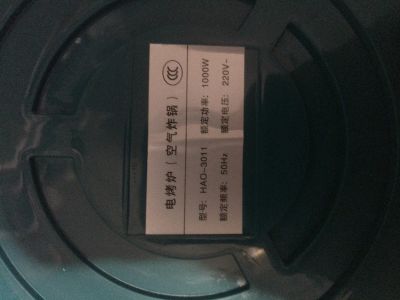 电烤炉（空气炸锅）
型号：HAO-3011 额定功率：1000W
额定频率：50Hz 额定电压：220V~